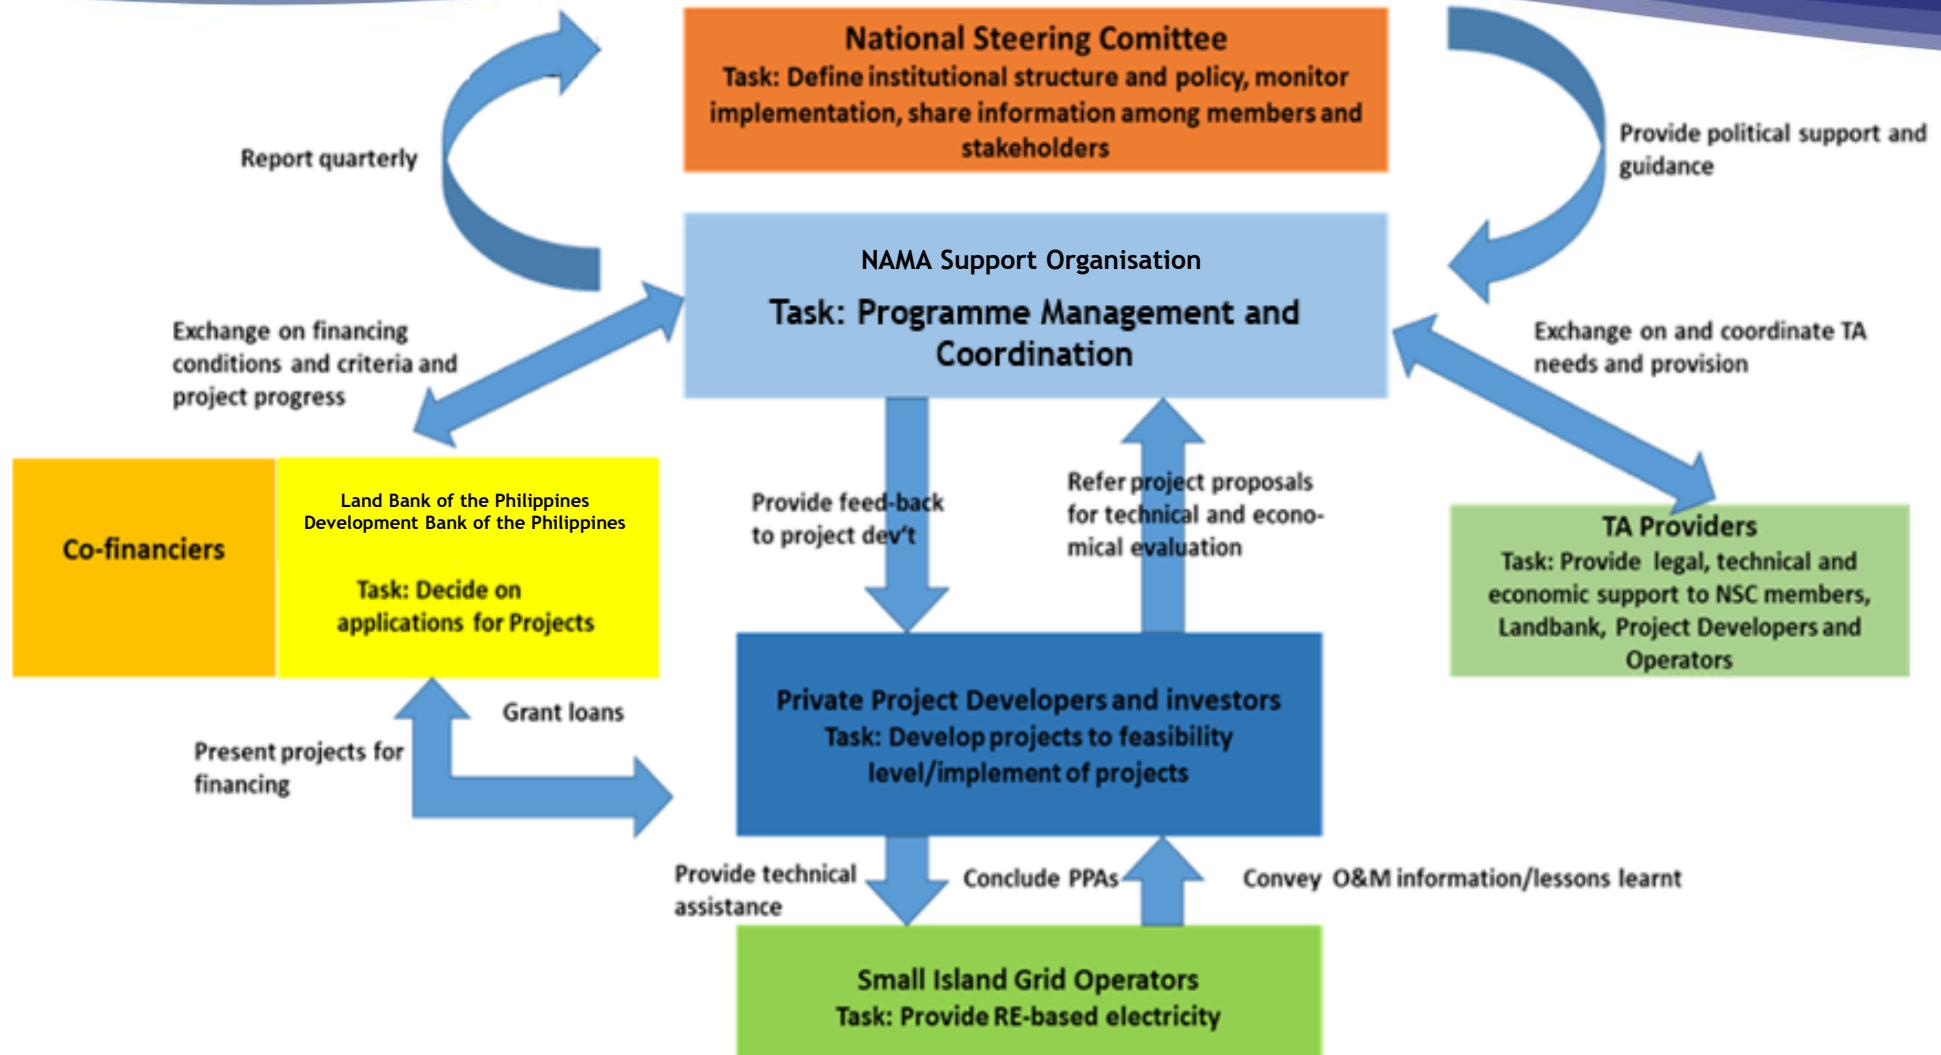 National Steering Comittee
Task: Define institutional structure and policy, monitor
implementation, share information among members and
stakeholders
Report quarterly
Provide political support and
guidance
NAMA Support Organisation
Task: Programme Management and
Coordination
Exchange on financing
conditions and criteria and
project progress
Exchange on and coordinate TA
needs and provision
Co-financiers
Land Bank of the Philippines
Development Bank of the Philippines
Task: Decide on
applications for Projects
Provide feed-back
to project dev't
Refer project proposals
for technical and econo-
mical evaluation
TA Providers
Task: Provide legal, technical and
economic support to NSC members,
Landbank, Project Developers and
Operators
Grant loans
Present projects for
financing
Private Project Developers and investors
Task: Develop projects to feasibility
level/implement of projects
Provide technical
assistance
Conclude PPAs
Convey O&M information/lessons learnt
Small Island Grid Operators
Task: Provide RE-based electricity